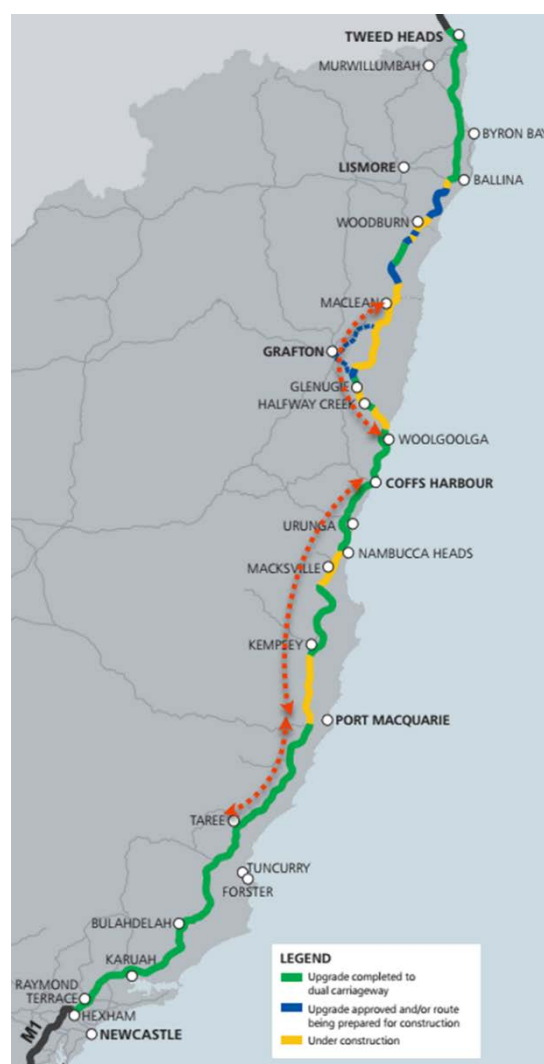 TWEED HEADS
MURWILLUMBAH
BYRON BAY
LISMORE
BALLINA
WOODBURN
MACLEAN
GRAFTON
GLENUGIE
HALFWAY CREEK
WOOLGOOLGA
COFFS HARBOUR
URUNGA
NAMBUCCA HEADS
MACKSVILLE
KEMPSEY
PORT MACQUARIE
TAREE
TUNCURRY
FORSTER
BULAHDELAH
KARUAH
RAYMOND
TERRACE
HEXHAM
M1
NEWCASTLE
LEGEND
Upgrade completed to
dual carriageway
Upgrade approved and/or route
being prepared for construction
Under construction